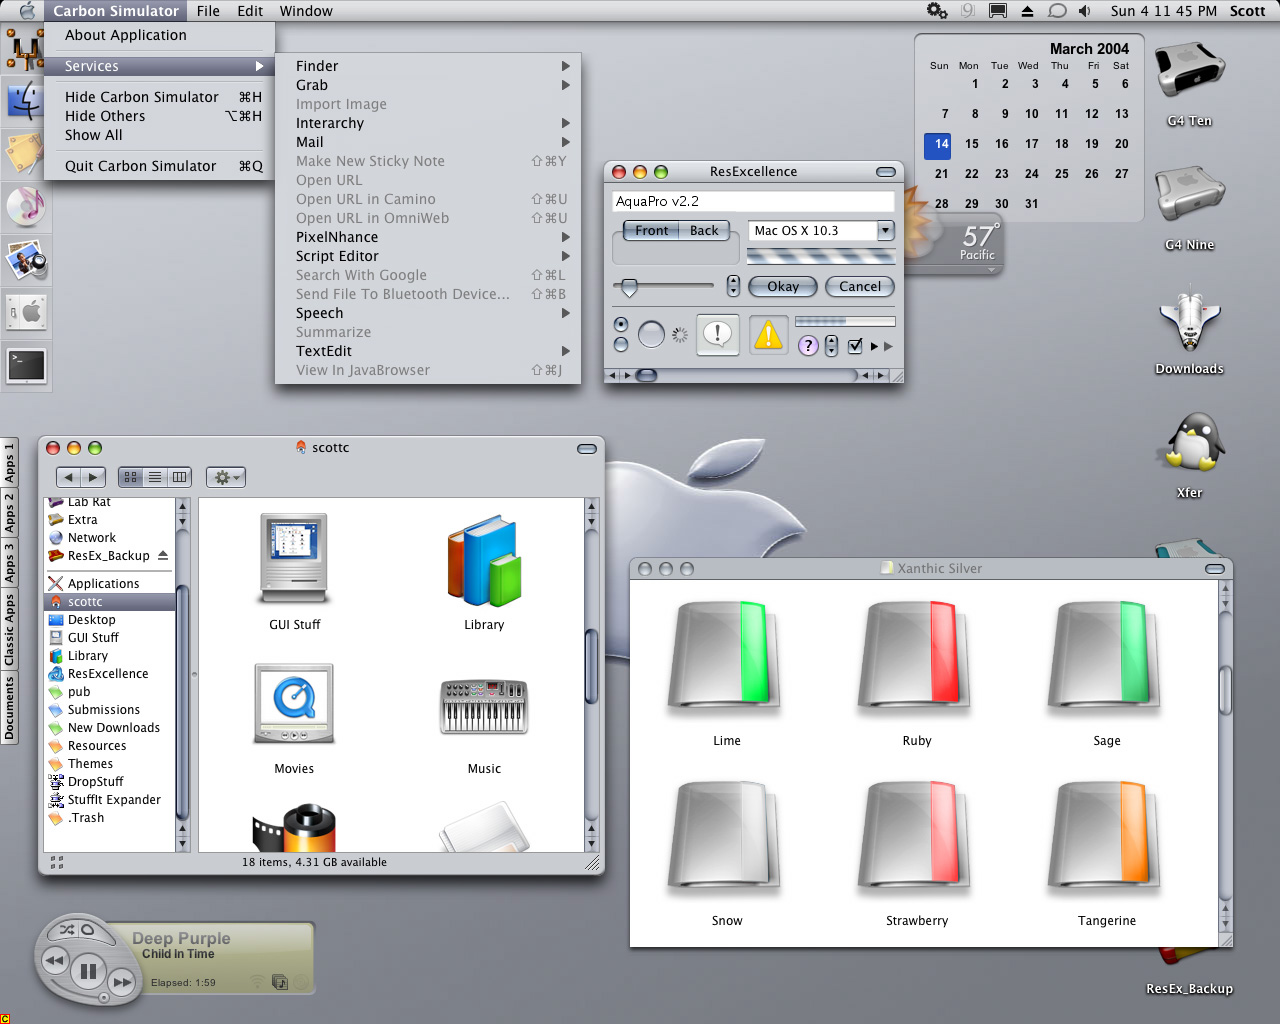 Carbon Simulator File Edit Window
9 Sun 4 11 45 PM Scott
About Application
Services
Hide Carbon Simulator ⌘H
Hide Others ⌥⌘H
Show All
Quit Carbon Simulator ⌘Q
Finder
Grab
Import Image
Interarchy
Mail
Make New Sticky Note ⇧⌘Y
Open URL
Open URL in Camino ⇧⌘U
Open URL in OmniWeb ⇧⌘U
PixelNhance
Script Editor
Search With Google ⇧⌘L
Send File To Bluetooth Device... ⇧⌘B
Speech
Summarize
TextEdit
View In JavaBrowser ⇧⌘J
ResExcellence
AquaPro v2.2
Front Back
Mac OS X 10.3
Okay Cancel
?
March 2004
Sun Mon Tue Wed Thu Fri Sat
1 2 3 4 5 6
7 8 9 10 11 12 13
14 15 16 17 18 19 20
21 22 23 24 25 26 27
28 29 30 31
57°
Pacific
G4 Ten
G4 Nine
Downloads
Xfer
ResEx_Backup
Apps 1
Apps 2
Apps 3
Classic Apps
Documents
scottc
Lab Rat
Extra
Network
ResEx_Backup
Applications
scottc
Desktop
GUI Stuff
Library
ResExcellence
pub
Submissions
New Downloads
Resources
Themes
DropStuff
StuffIt Expander
.Trash
GUI Stuff
Library
Movies
Music
18 items, 4.31 GB available
Xanthic Silver
Lime
Ruby
Sage
Snow
Strawberry
Tangerine
Deep Purple
Child In Time
Elapsed: 1:59
C